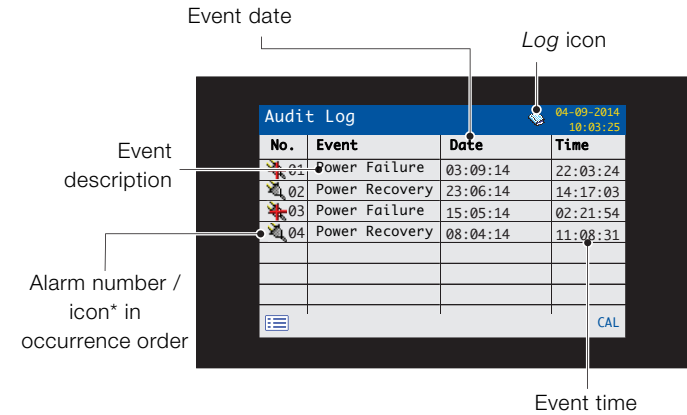 Event date
Log icon
Audit Log 04-09-2014
10:03:25
No. Event Date Time
01 Power Failure 03:09:14 22:03:24
02 Power Recovery 23:06:14 14:17:03
03 Power Failure 15:05:14 02:21:54
04 Power Recovery 08:04:14 11:08:31
CAL
Event
description
Alarm number /
icon* in
occurrence order
Event time